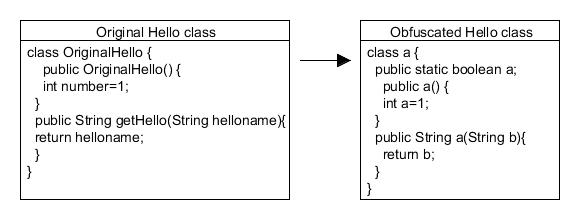 Original Hello class
class OriginalHello {
public OriginalHello() {
int number=1;
}
public String getHello(String helloname){
return helloname;
}
}
Obfuscated Hello class
class a {
public static boolean a;
public a() {
int a=1;
}
public String a(String b){
return b;
}
}